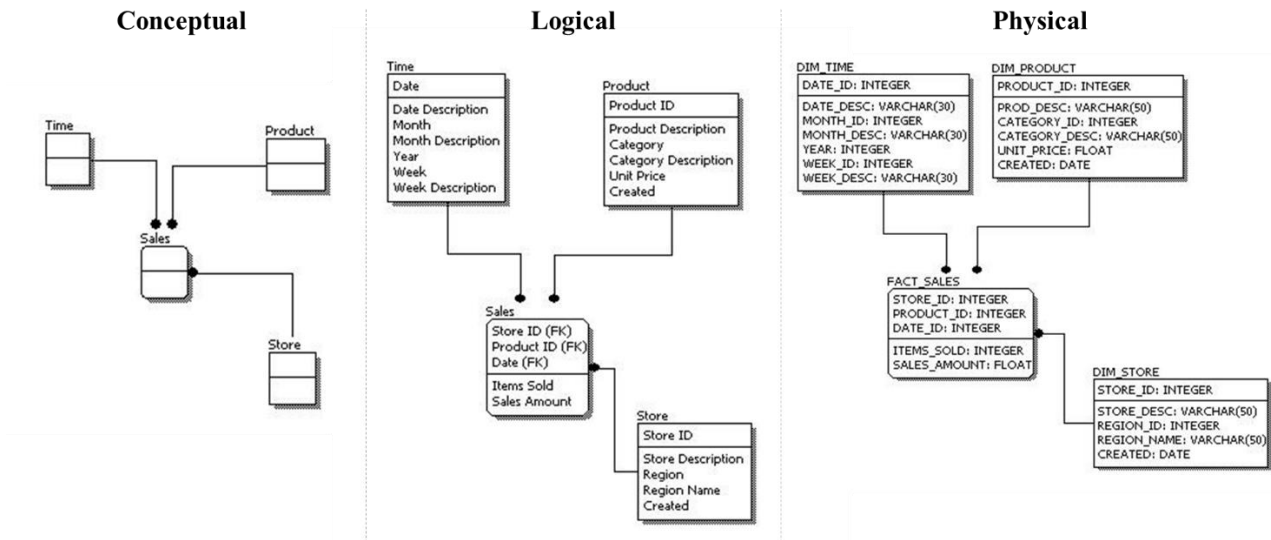 Conceptual
Time
Product
Sales
Store
Logical
Time
Date
Date Description
Month
Month Description
Year
Week
Week Description
Product
Product ID
Product Description
Category
Category Description
Unit Price
Created
Sales
Store ID (FK)
Product ID (FK)
Date (FK)
Items Sold
Sales Amount
Store
Store ID
Store Description
Region
Region Name
Created
Physical
DIM_TIME
DATE_ID: INTEGER
DATE_DESC: VARCHAR(30)
MONTH_ID: INTEGER
MONTH_DESC: VARCHAR(30)
YEAR: INTEGER
WEEK_ID: INTEGER
WEEK_DESC: VARCHAR(30)
DIM_PRODUCT
PRODUCT_ID: INTEGER
PROD_DESC: VARCHAR(50)
CATEGORY_ID: INTEGER
CATEGORY_DESC: VARCHAR(50)
UNIT_PRICE: FLOAT
CREATED: DATE
FACT_SALES
STORE_ID: INTEGER
PRODUCT_ID: INTEGER
DATE_ID: INTEGER
ITEMS_SOLD: INTEGER
SALES_AMOUNT: FLOAT
DIM_STORE
STORE_ID: INTEGER
STORE_DESC: VARCHAR(50)
REGION_ID: INTEGER
REGION_NAME: VARCHAR(50)
CREATED: DATE